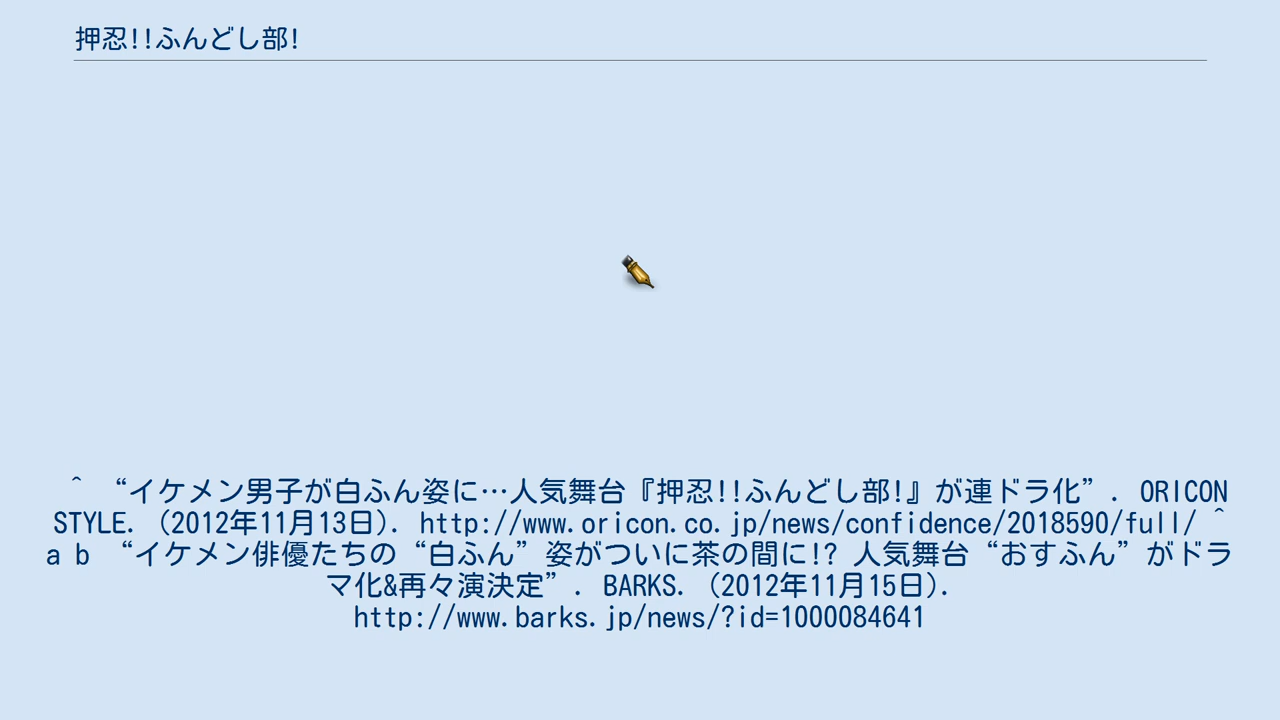 押忍!!ふんどし部!
^ “イケメン男子が白ふん姿に…人気舞台『押忍!!ふんどし部!』が連ドラ化”. ORICON
STYLE. (2012年11月13日). http://www.oricon.co.jp/news/confidence/2018590/full/ ^
a b “イケメン俳優たちの“白ふん”姿がついに茶の間に!? 人気舞台“おすふん”がドラ
マ化&再々演決定”. BARKS. (2012年11月15日).
http://www.barks.jp/news/?id=1000084641